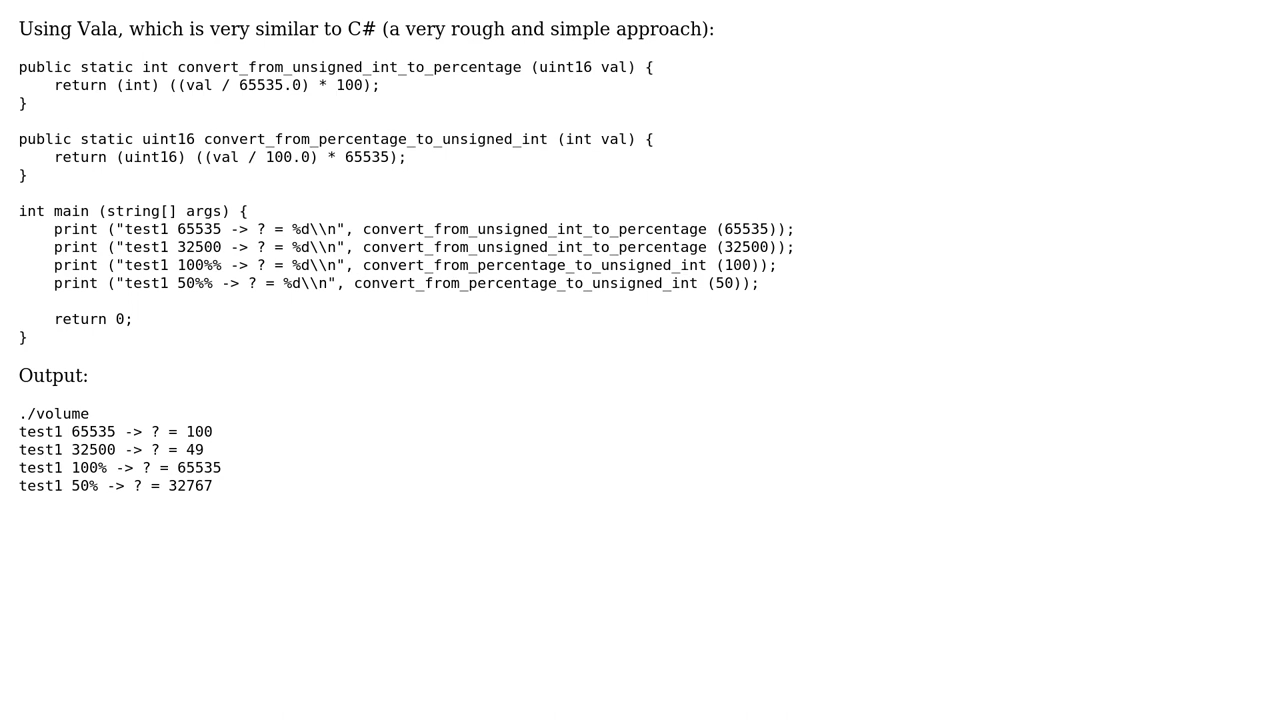 Using Vala, which is very similar to C# (a very rough and simple approach):
public static int convert_from_unsigned_int_to_percentage (uint16 val) {
    return (int) ((val / 65535.0) * 100);
}
public static uint16 convert_from_percentage_to_unsigned_int (int val) {
    return (uint16) ((val / 100.0) * 65535);
}
int main (string[] args) {
    print ("test1 65535 -> ? = %d\\n", convert_from_unsigned_int_to_percentage (65535));
    print ("test1 32500 -> ? = %d\\n", convert_from_unsigned_int_to_percentage (32500));
    print ("test1 100%% -> ? = %d\\n", convert_from_percentage_to_unsigned_int (100));
    print ("test1 50%% -> ? = %d\\n", convert_from_percentage_to_unsigned_int (50));
    return 0;
}
Output:
./volume
test1 65535 -> ? = 100
test1 32500 -> ? = 49
test1 100% -> ? = 65535
test1 50% -> ? = 32767